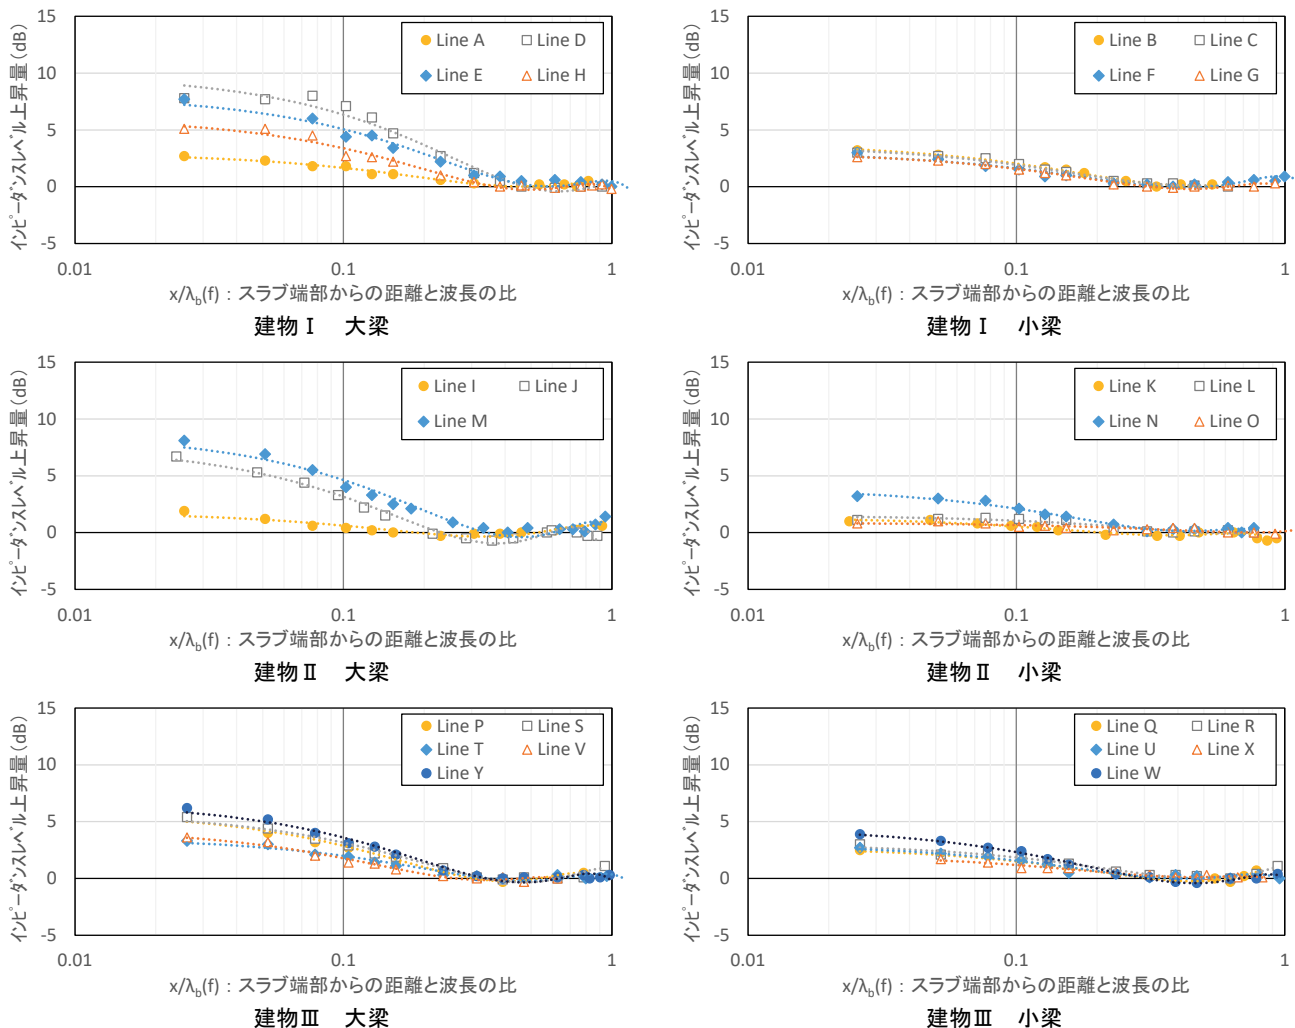 インピーダンスレベル上昇量(dB)
15
10
5
0
-5
Line A
Line D
Line E
Line H
0.01
0.1
1
x/λb(f)：スラブ端部からの距離と波長の比
建物Ⅰ　大梁
インピーダンスレベル上昇量(dB)
15
10
5
0
-5
Line B
Line C
Line F
Line G
0.01
0.1
1
x/λb(f)：スラブ端部からの距離と波長の比
建物Ⅰ　小梁
インピーダンスレベル上昇量(dB)
15
10
5
0
-5
Line I
Line J
Line M
0.01
0.1
1
x/λb(f)：スラブ端部からの距離と波長の比
建物Ⅱ　大梁
インピーダンスレベル上昇量(dB)
15
10
5
0
-5
Line K
Line L
Line N
Line O
0.01
0.1
1
x/λb(f)：スラブ端部からの距離と波長の比
建物Ⅱ　小梁
インピーダンスレベル上昇量(dB)
15
10
5
0
-5
Line P
Line S
Line T
Line V
Line Y
0.01
0.1
1
x/λb(f)：スラブ端部からの距離と波長の比
建物Ⅲ　大梁
インピーダンスレベル上昇量(dB)
15
10
5
0
-5
Line Q
Line R
Line U
Line X
Line W
0.01
0.1
1
x/λb(f)：スラブ端部からの距離と波長の比
建物Ⅲ　小梁